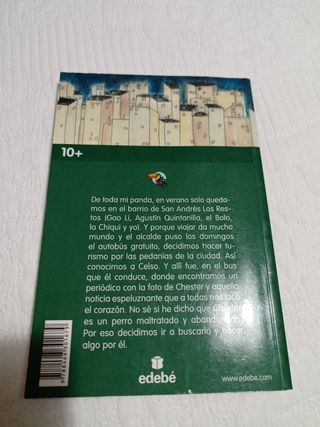 10+
De toda mi panda, en verano solo queda-
mos en el barrio de San Andrés Los Res-
tos (Gao Li, Agustín Quintanilla, el Bolo,
la Chiqui y yo). Y porque viajar da mucho
mundo y el alcalde puso los domingos
el autobús gratuito, decidimos hacer tu-
rismo por las pedanías de la ciudad. Así
conocimos a Celso. Y allí fue, en el bus
que él conduce, donde encontramos un
periódico con la foto de Chester y aquella
noticia espeluznante que a todos nos tocó
el corazón. No sé si he dicho que Chester
es un perro maltratado y abandonado.
Por eso decidimos ir a buscarlo y hacer
algo por él.
edebé
www.edebe.com